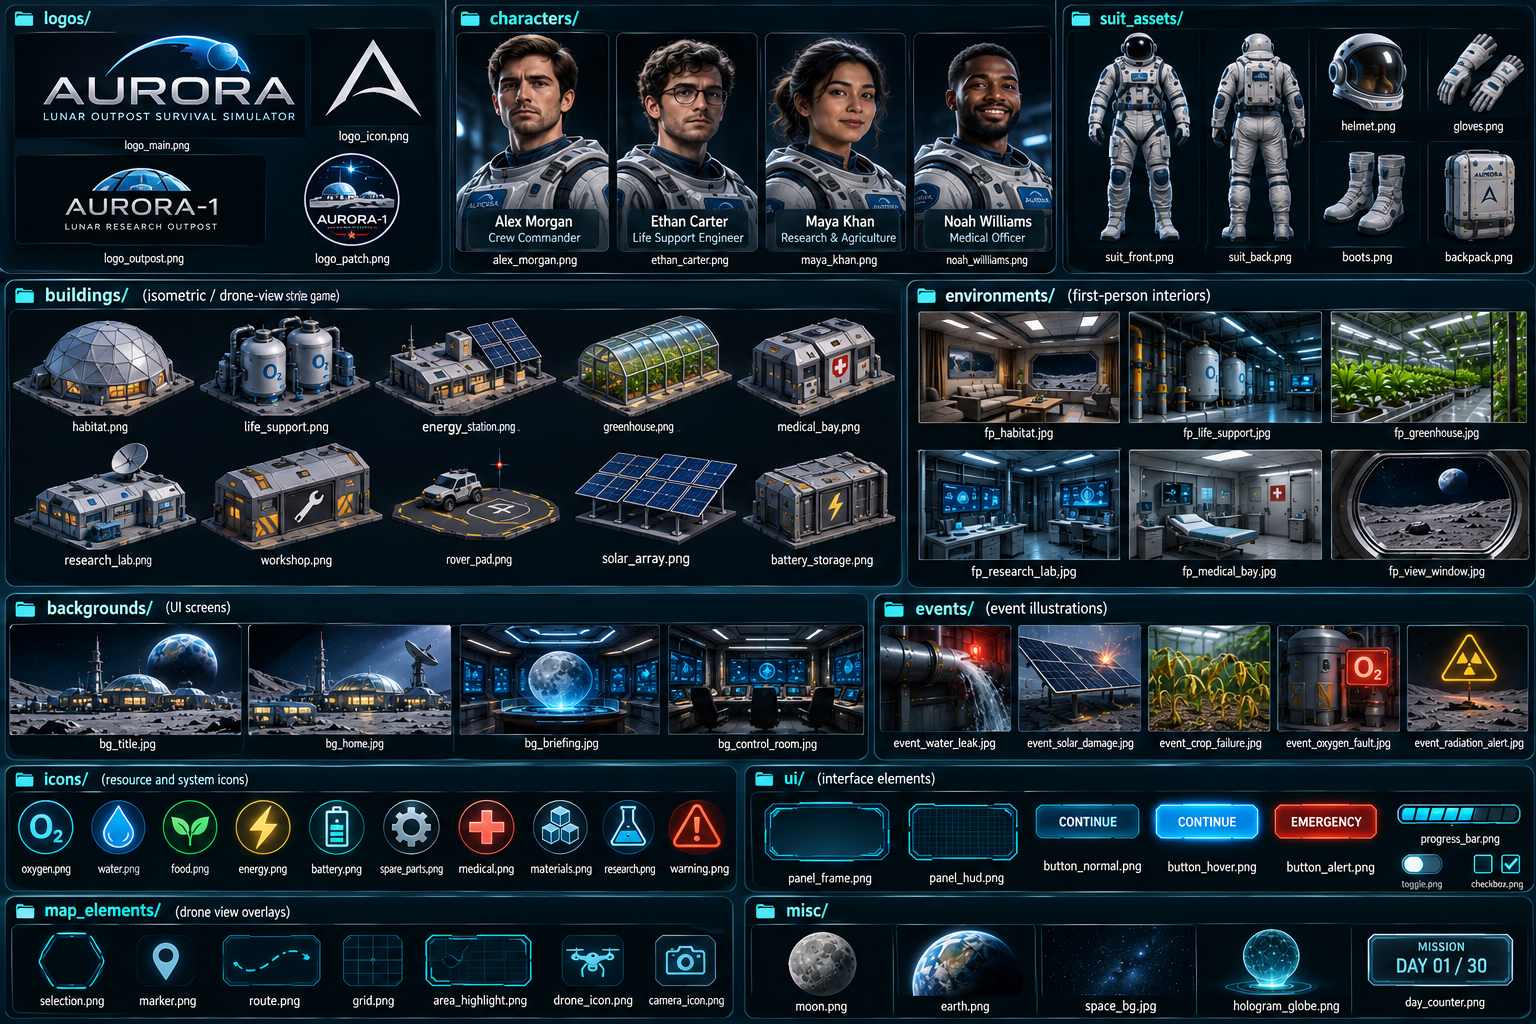 logos/
AURORA
LUNAR OUTPOST SURVIVAL SIMULATOR
logo_main.png
logo_icon.png
AURORA-1
LUNAR RESEARCH OUTPOST
logo_outpost.png
AURORA-1
logo_patch.png
characters/
Alex Morgan
Crew Commander
alex_morgan.png
Ethan Carter
Life Support Engineer
ethan_carter.png
Maya Khan
Research & Agriculture
maya_khan.png
Noah Williams
Medical Officer
noah_williams.png
suit_assets/
suit_front.png
suit_back.png
helmet.png
gloves.png
boots.png
AURORA
backpack.png
buildings/ (isometric / drone-view game)
habitat.png
O2
O2
life_support.png
energy_station.png
greenhouse.png
medical_bay.png
research_lab.png
workshop.png
rover_pad.png
solar_array.png
battery_storage.png
environments/ (first-person interiors)
fp_habitat.jpg
fp_life_support.jpg
fp_greenhouse.jpg
fp_research_lab.jpg
fp_medical_bay.jpg
fp_view_window.jpg
backgrounds/ (UI screens)
bg_title.jpg
bg_home.jpg
bg_briefing.jpg
bg_control_room.jpg
events/ (event illustrations)
event_water_leak.jpg
event_solar_damage.jpg
event_crop_failure.jpg
O2
event_oxygen_fault.jpg
event_radiation_alert.jpg
icons/ (resource and system icons)
O2
oxygen.png
water.png
food.png
energy.png
battery.png
spare_parts.png
medical.png
materials.png
research.png
warning.png
ui/ (interface elements)
panel_frame.png
panel_hud.png
CONTINUE
button_normal.png
CONTINUE
button_hover.png
EMERGENCY
button_alert.png
progress_bar.png
toggle.png
checkbox.png
map_elements/ (drone view overlays)
selection.png
marker.png
route.png
grid.png
area_highlight.png
drone_icon.png
camera_icon.png
misc/
moon.png
earth.png
space_bg.jpg
hologram_globe.png
MISSION
DAY 01 / 30
day_counter.png